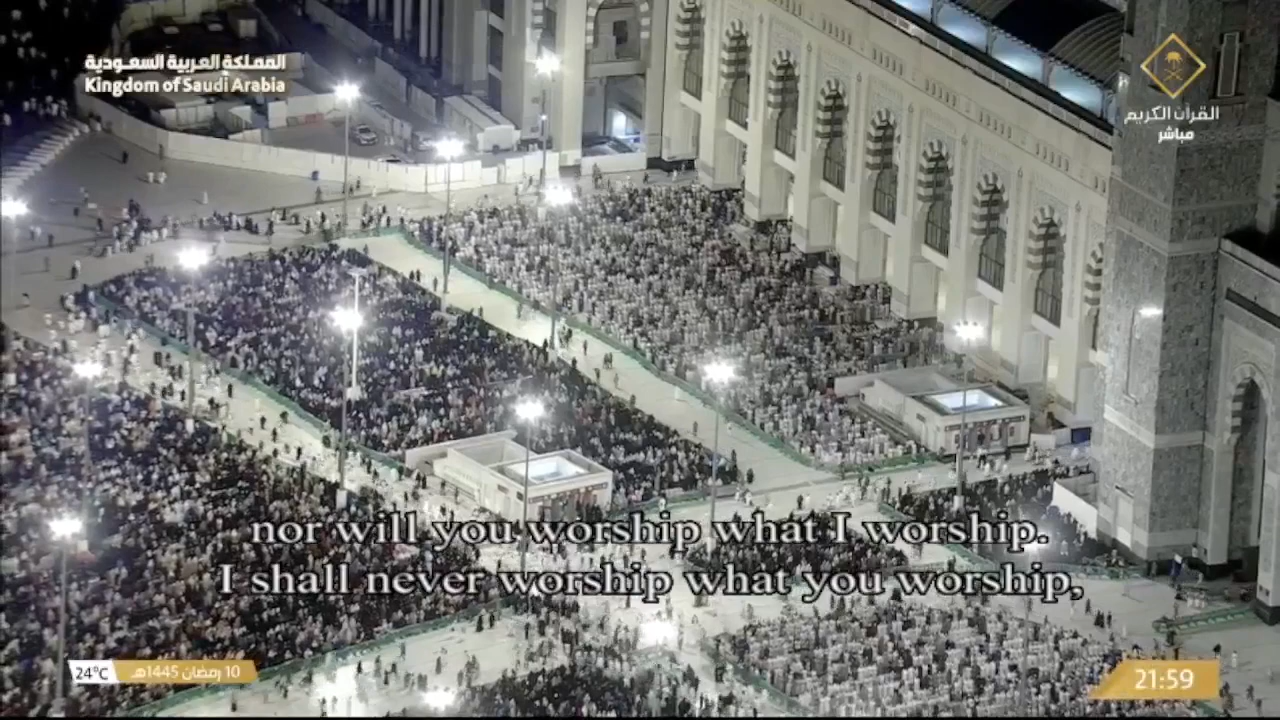 المملكة العربية السعودية
Kingdom of Saudi Arabia
القرآن الكريم
مباشر
nor will you worship what I worship.
I shall never worship what you worship,
24°C
10 رمضان 1445هـ
21:59